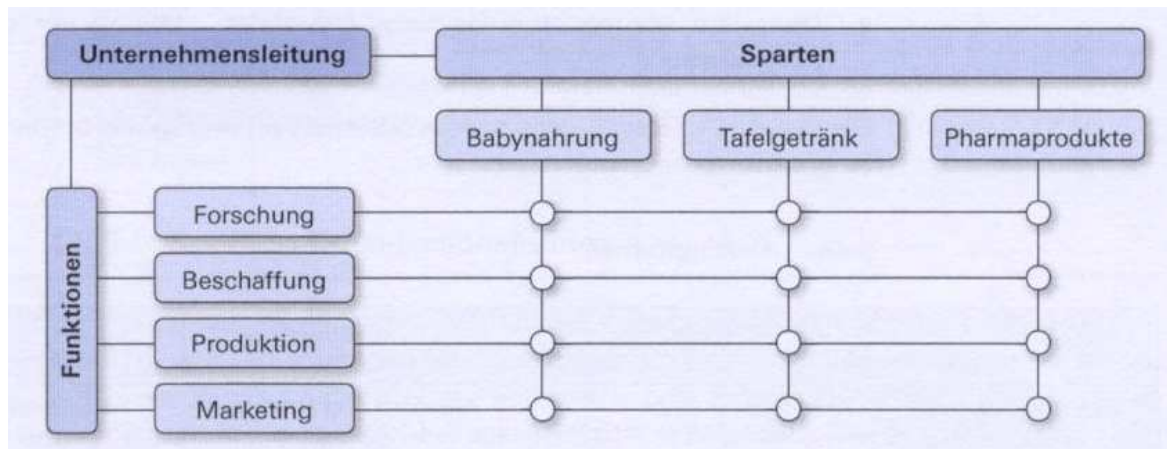 Unternehmensleitung
Sparten
Babynahrung
Tafelgetränk
Pharmaprodukte
Funktionen
Forschung
Beschaffung
Produktion
Marketing